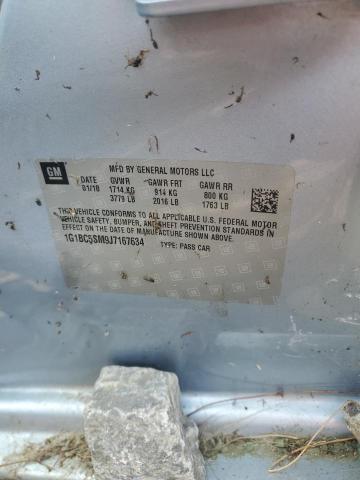 GM
MFD BY GENERAL MOTORS LLC
DATE GVWR GAWR FRT GAWR RR
01/18 1714 KG 914 KG 800 KG
3779 LB 2016 LB 1763 LB
THIS VEHICLE CONFORMS TO ALL APPLICABLE U.S. FEDERAL MOTOR
VEHICLE SAFETY, BUMPER, AND THEFT PREVENTION STANDARDS IN
EFFECT ON THE DATE OF MANUFACTURE SHOWN ABOVE.
1G1BC5SM9J7167634 TYPE: PASS CAR